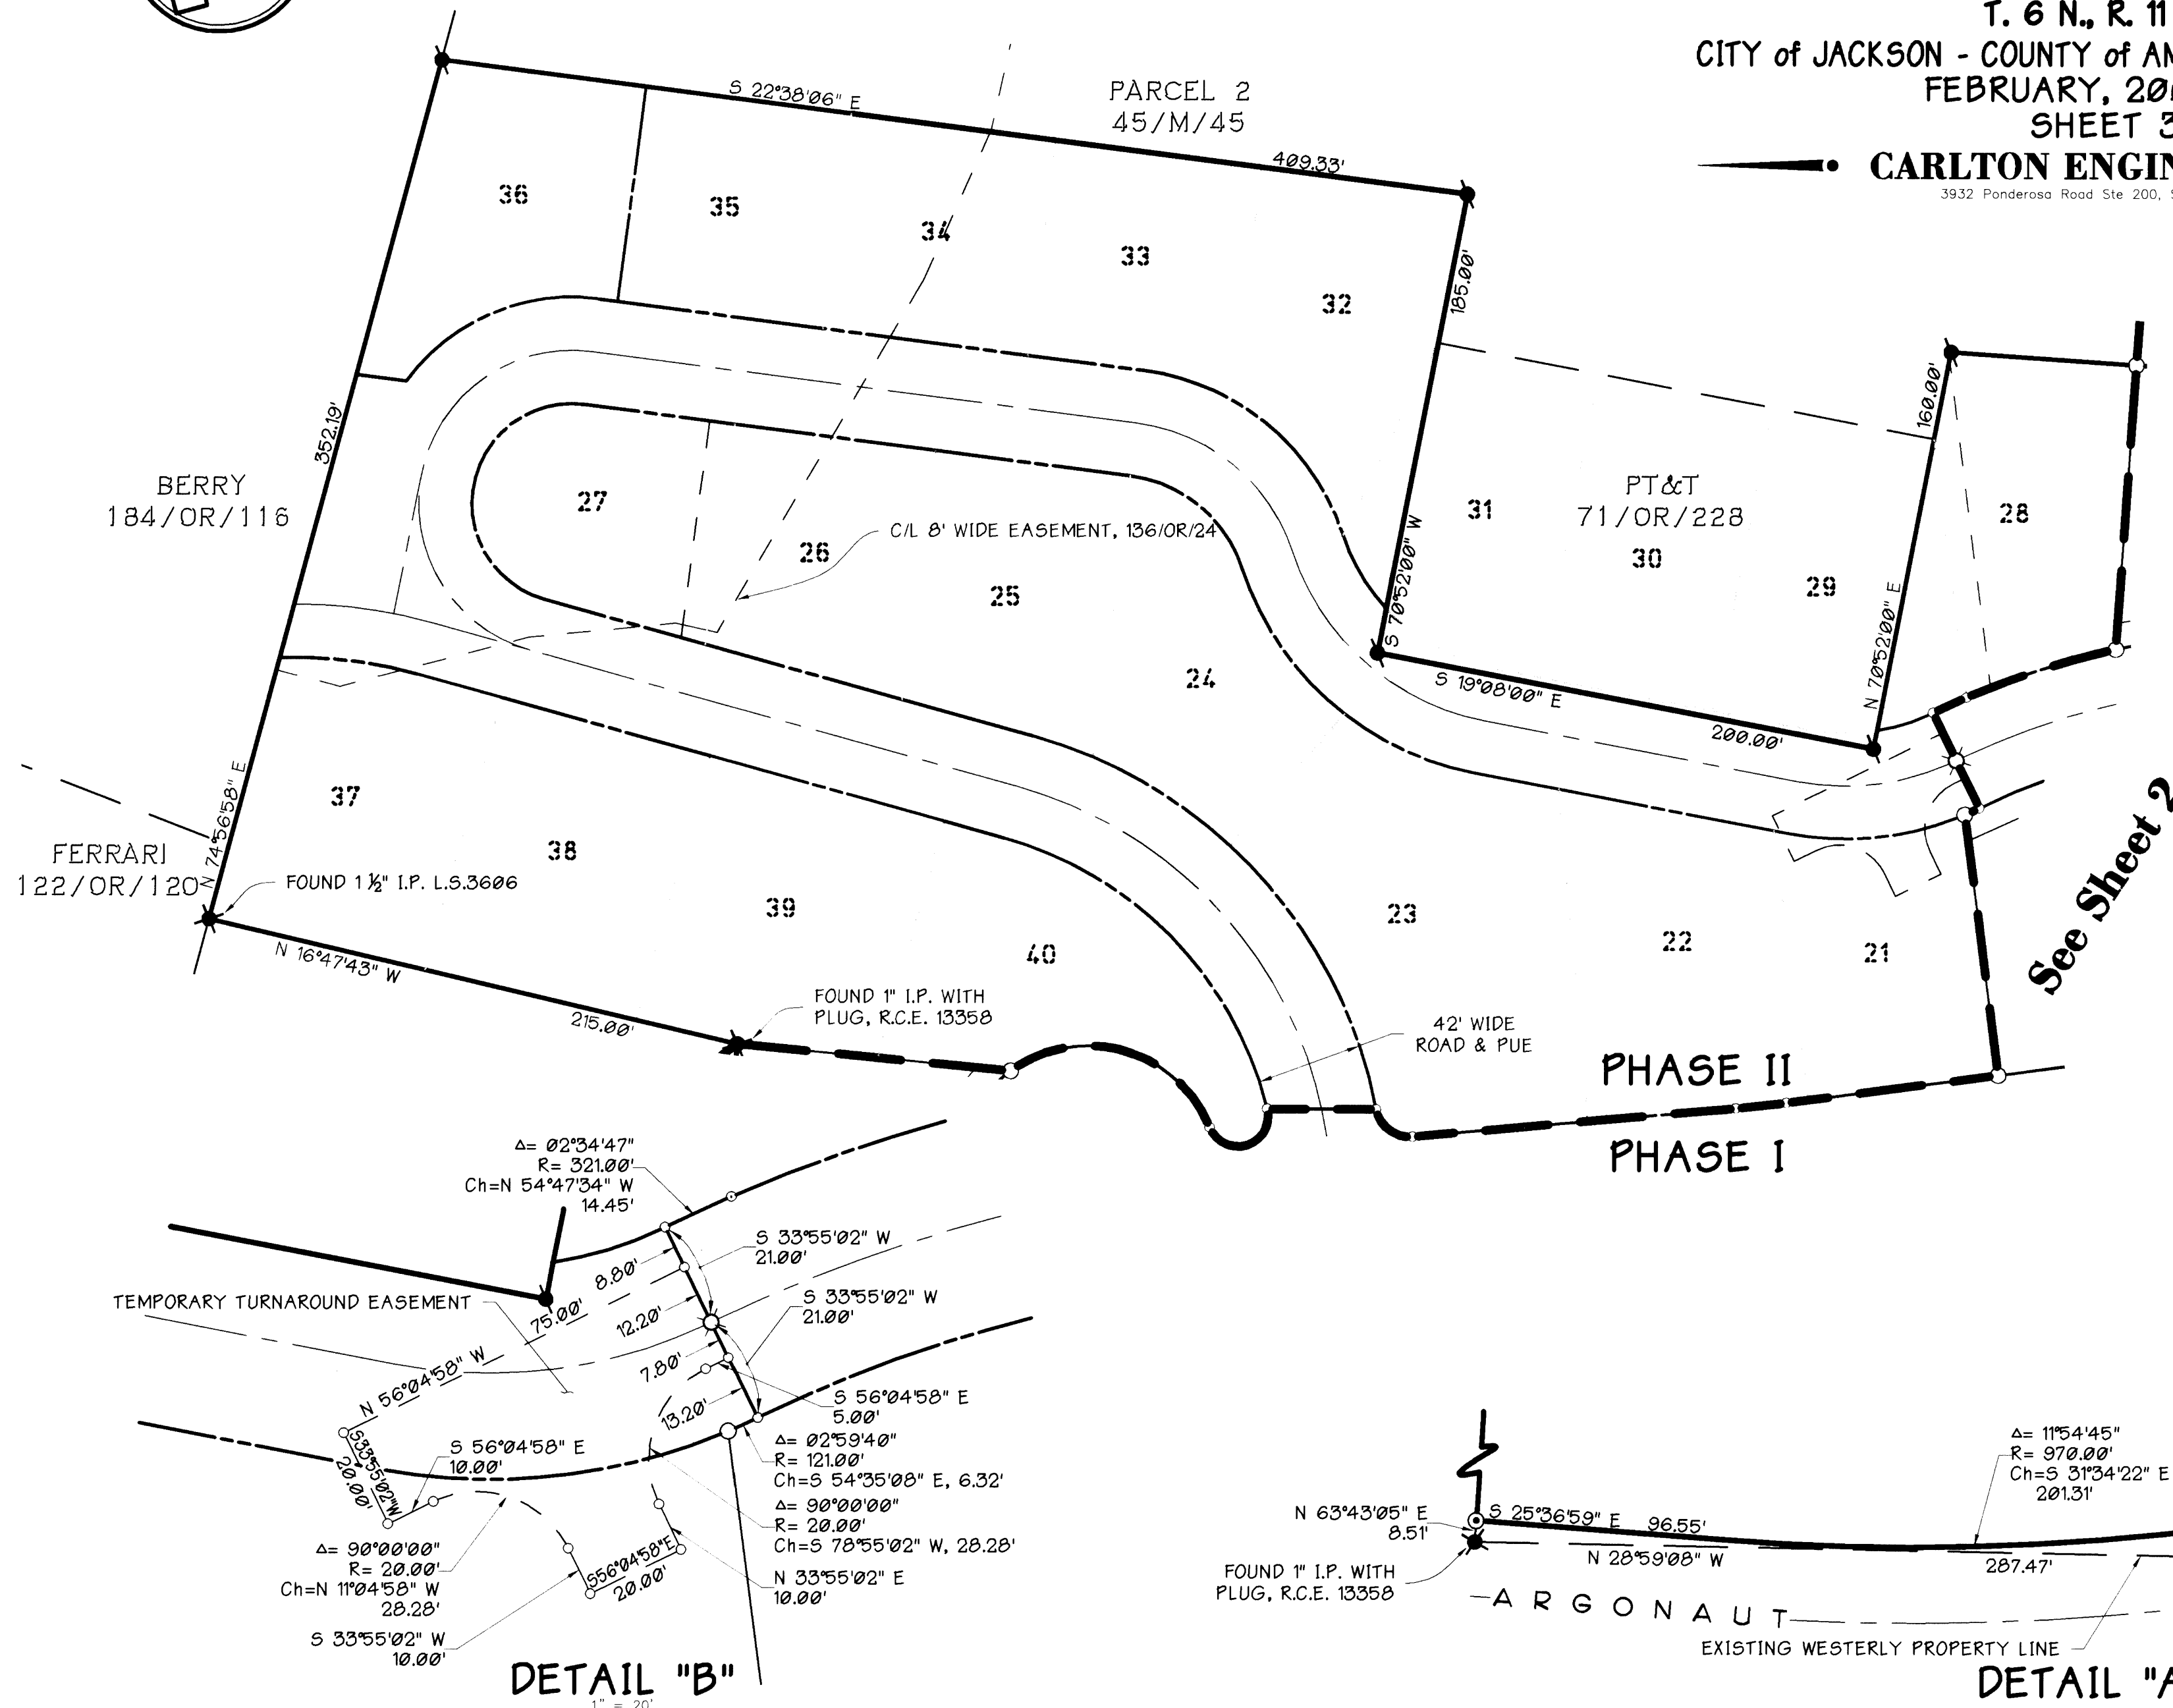 T. 6 N., R. 11
CITY of JACKSON - COUNTY of AM
FEBRUARY, 20
SHEET 3
CARLTON ENGIN
3932 Ponderosa Road Ste 200, S
S 22°38'06" E
409.33'
PARCEL 2
45/M/45
36
35
34
33
32
185.00'
S 70°52'00" W
160.00'
N 70°52'00" E
352.19'
N 74°56'58" E
BERRY
184/OR/116
27
26
C/L 8' WIDE EASEMENT, 136/OR/24
25
24
31
PT&T
71/OR/228
30
29
28
S 19°08'00" E
200.00'
See Sheet 2
37
38
39
40
23
22
21
FERRARI
122/OR/120
FOUND 1 ½" I.P. L.S.3606
N 16°47'43" W
215.00'
FOUND 1" I.P. WITH
PLUG, R.C.E. 13358
42' WIDE
ROAD & PUE
PHASE II
PHASE I
Δ= 02°34'47"
R= 321.00'
Ch=N 54°47'34" W
14.45'
S 33°55'02" W
21.00'
8.80'
75.00'
12.20'
S 33°55'02" W
21.00'
TEMPORARY TURNAROUND EASEMENT
7.80'
N 56°04'58" W
13.20'
S 56°04'58" E
5.00'
S33°55'02"W
20.00'
S 56°04'58" E
10.00'
Δ= 02°59'40"
R= 121.00'
Ch=S 54°35'08" E, 6.32'
Δ= 90°00'00"
R= 20.00'
Ch=S 78°55'02" W, 28.28'
Δ= 90°00'00"
R= 20.00'
Ch=N 11°04'58" W
28.28'
S56°04'58"E
20.00'
N 33°55'02" E
10.00'
S 33°55'02" W
10.00'
DETAIL "B"
1" = 20'
Δ= 11°54'45"
R= 970.00'
Ch=S 31°34'22" E
201.31'
N 63°43'05" E
8.51'
S 25°36'59" E 96.55'
N 28°59'08" W
287.47'
FOUND 1" I.P. WITH
PLUG, R.C.E. 13358
ARGONAUT
EXISTING WESTERLY PROPERTY LINE
DETAIL "A